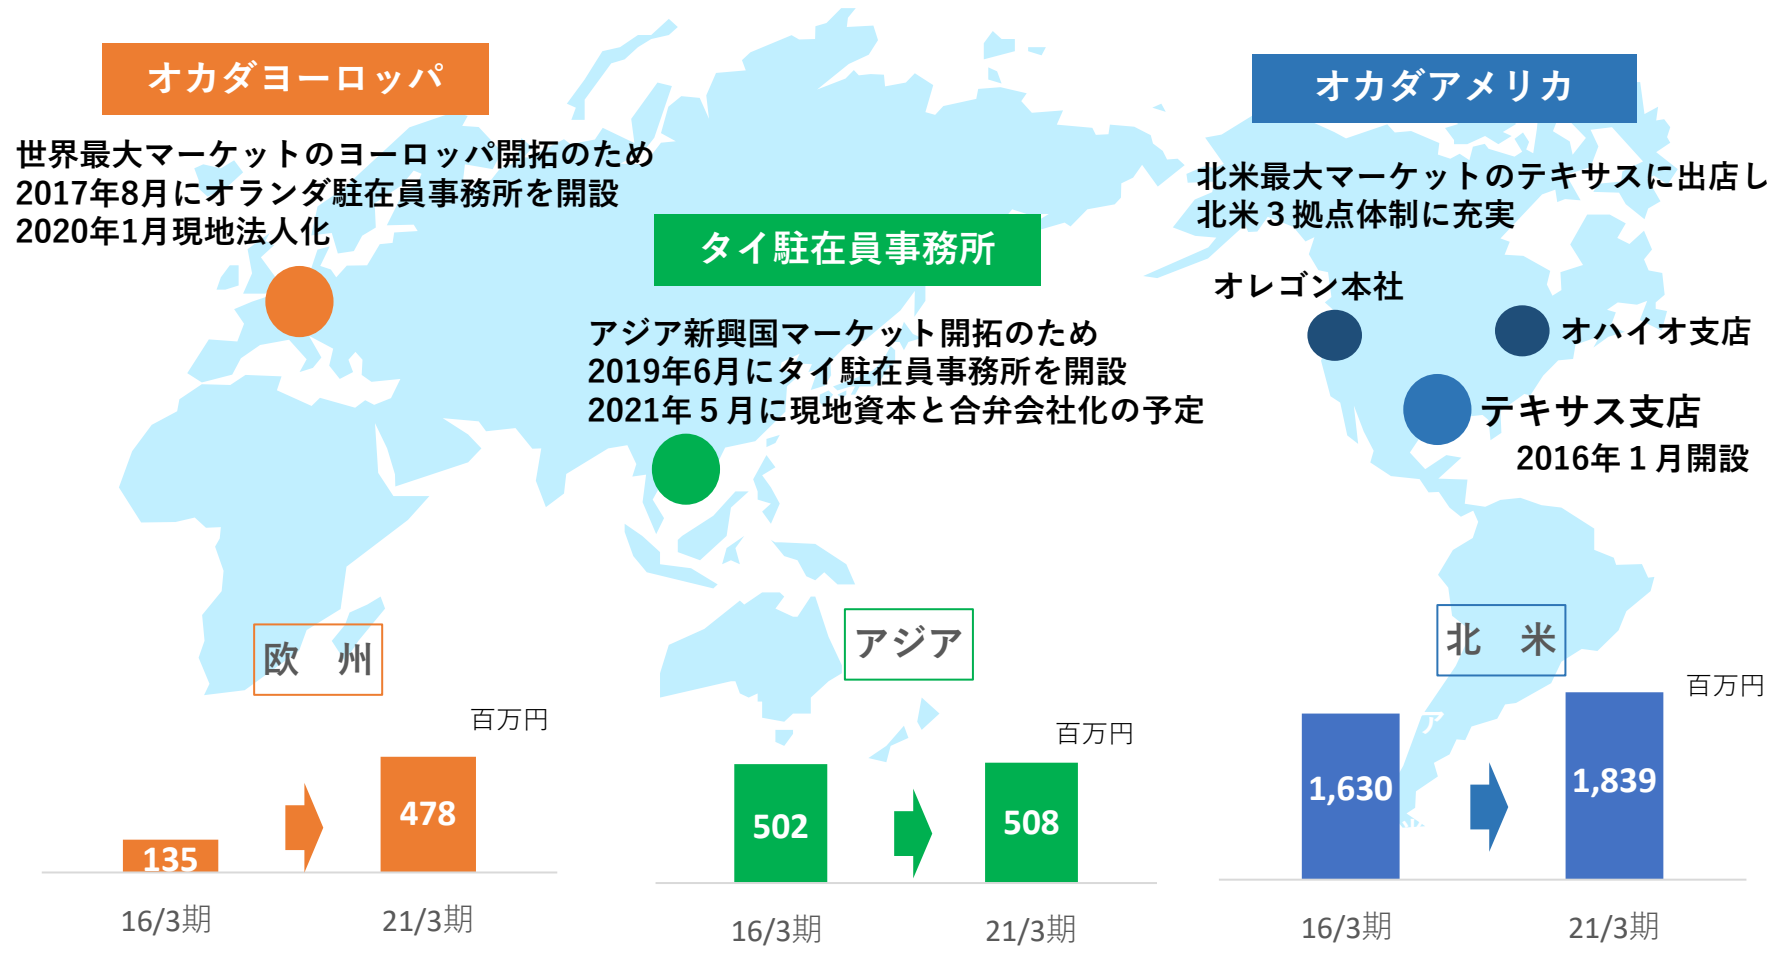 オカダヨーロッパ
世界最大マーケットのヨーロッパ開拓のため
2017年8月にオランダ駐在員事務所を開設
2020年1月現地法人化
タイ駐在員事務所
アジア新興国マーケット開拓のため
2019年6月にタイ駐在員事務所を開設
2021年５月に現地資本と合弁会社化の予定
オカダアメリカ
北米最大マーケットのテキサスに出店し
北米３拠点体制に充実
オレゴン本社
オハイオ支店
テキサス支店
2016年１月開設
欧　州
百万円
135
478
16/3期
21/3期
アジア
百万円
502
508
16/3期
21/3期
北　米
百万円
ア
1,630
1,839
16/3期
21/3期